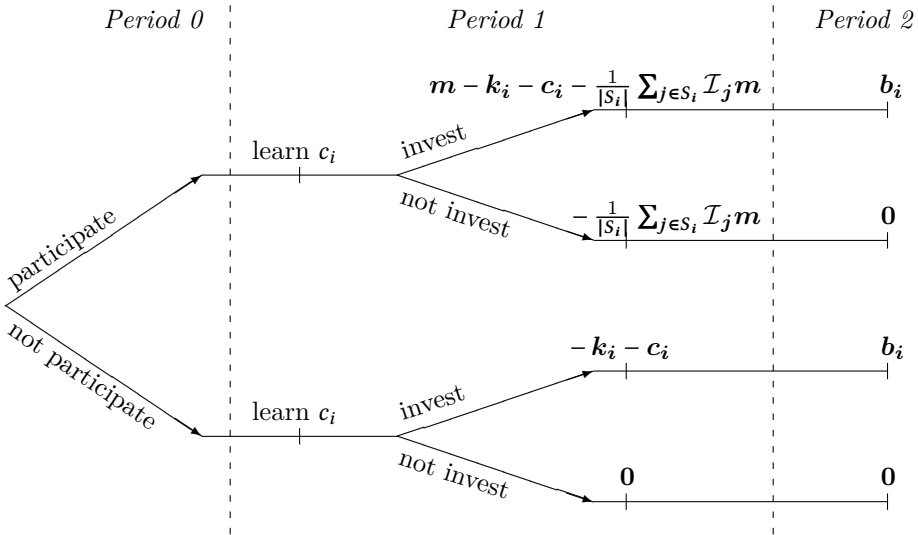 Period 0 Period 1 Period 2
m − k_i − c_i − 1/|S_i| ∑_{j∈S_i} I_j m b_i
invest
learn c_i
not invest
− 1/|S_i| ∑_{j∈S_i} I_j m 0
participate
not participate
− k_i − c_i b_i
invest
learn c_i
not invest
0 0